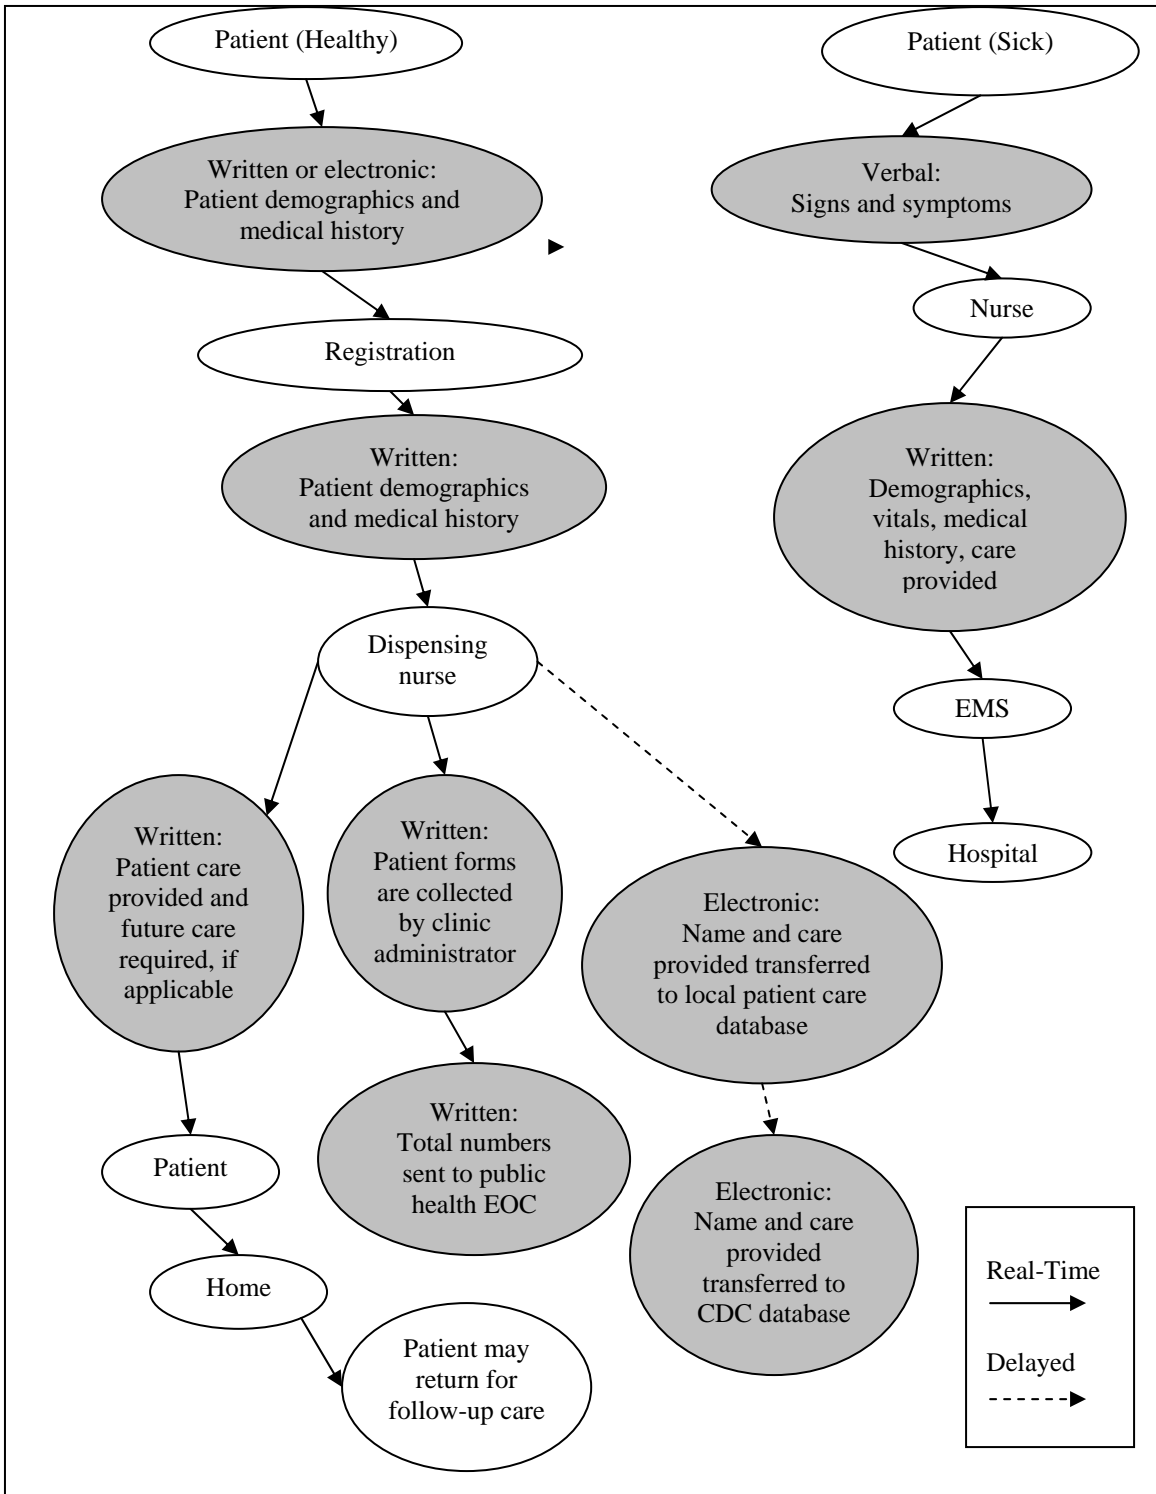 Patient (Healthy)
Patient (Sick)
Written or electronic:
Patient demographics and
medical history
Verbal:
Signs and symptoms
Nurse
Registration
Written:
Patient demographics
and medical history
Written:
Demographics,
vitals, medical
history, care
provided
Dispensing
nurse
EMS
Hospital
Written:
Patient care
provided and
future care
required, if
applicable
Written:
Patient forms
are collected
by clinic
administrator
Electronic:
Name and care
provided transferred
to local patient care
database
Written:
Total numbers
sent to public
health EOC
Patient
Electronic:
Name and care
provided
transferred to
CDC database
Home
Patient may
return for
follow-up care
Real-Time
Delayed